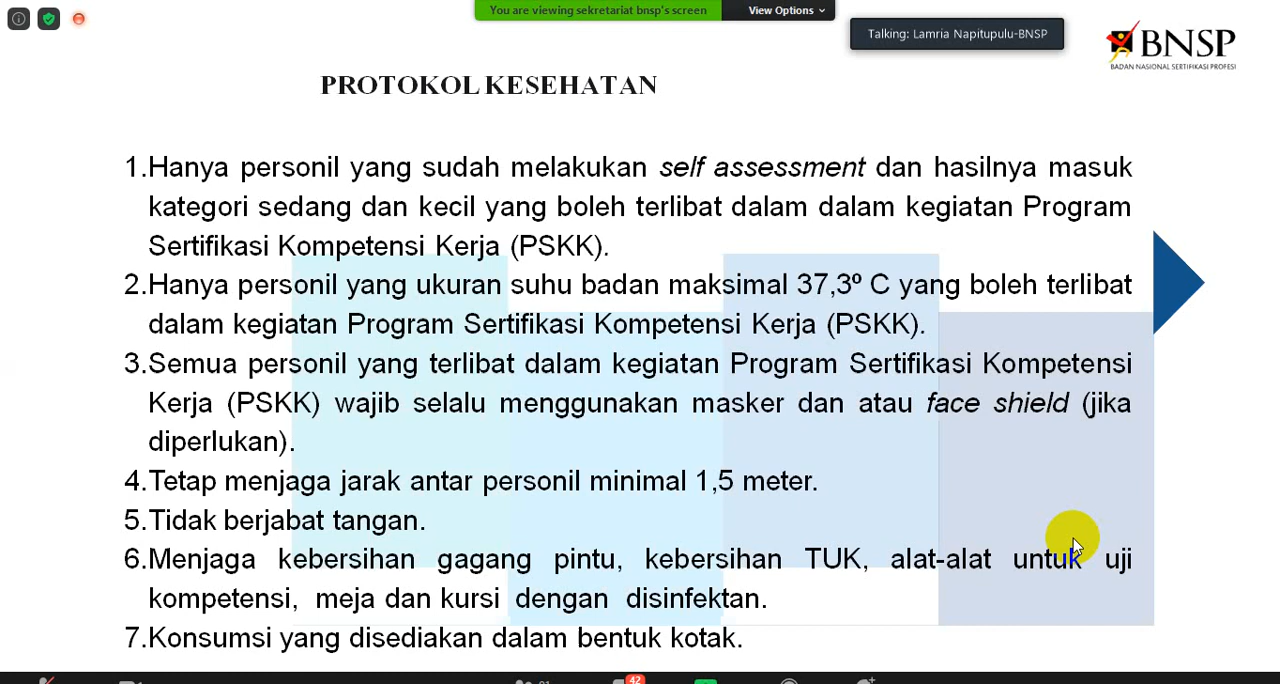 You are viewing sekretariat bnsp's screen
View Options
Talking: Lamria Napitupulu-BNSP
BNSP
BADAN NASIONAL SERTIFIKASI PROFESI
PROTOKOL KESEHATAN
1.Hanya personil yang sudah melakukan self assessment dan hasilnya masuk
kategori sedang dan kecil yang boleh terlibat dalam dalam kegiatan Program
Sertifikasi Kompetensi Kerja (PSKK).
2.Hanya personil yang ukuran suhu badan maksimal 37,3º C yang boleh terlibat
dalam kegiatan Program Sertifikasi Kompetensi Kerja (PSKK).
3.Semua personil yang terlibat dalam kegiatan Program Sertifikasi Kompetensi
Kerja (PSKK) wajib selalu menggunakan masker dan atau face shield (jika
diperlukan).
4.Tetap menjaga jarak antar personil minimal 1,5 meter.
5.Tidak berjabat tangan.
6.Menjaga kebersihan gagang pintu, kebersihan TUK, alat-alat untuk uji
kompetensi, meja dan kursi dengan disinfektan.
7.Konsumsi yang disediakan dalam bentuk kotak.
42